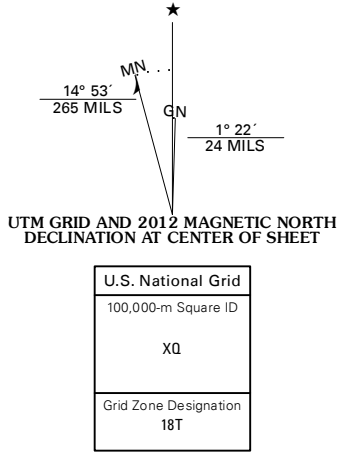 ★
MN
GN
14° 53´
265 MILS
1° 22´
24 MILS
UTM GRID AND 2012 MAGNETIC NORTH
DECLINATION AT CENTER OF SHEET
U.S. National Grid
100,000-m Square ID
XQ
Grid Zone Designation
18T